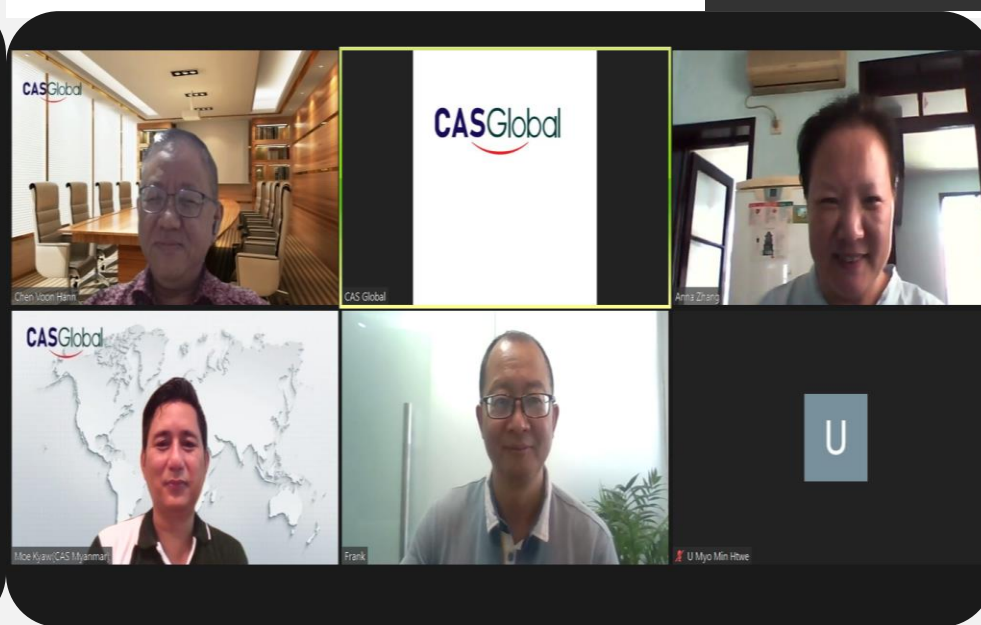 CASGlobal
CASGlobal
Chen Voon Hann
CAS Global
Anna Zhang
CASGlobal
U
Moe Kyaw(CAS Myanmar)
Frank
U Myo Min Htwe